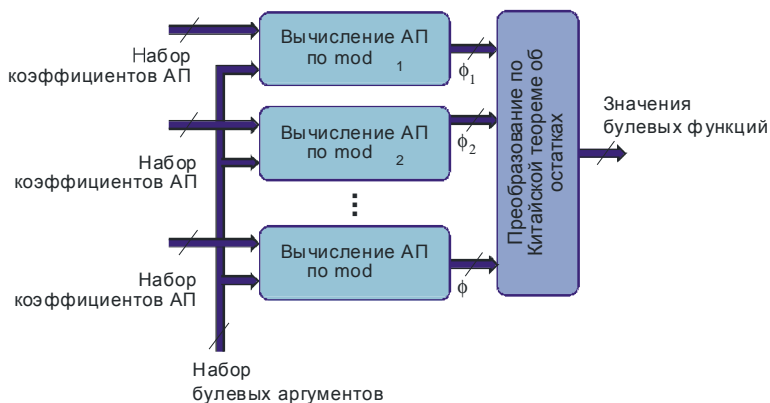 Набор
коэффициентов АП
Вычисление АП
по mod 1
ϕ1
Набор
коэффициентов АП
Вычисление АП
по mod 2
ϕ2
...
Набор
коэффициентов АП
Вычисление АП
по mod
ϕ
Преобразование по
Китайской теореме об
остатках
Значения
булевых функций
Набор
булевых аргументов